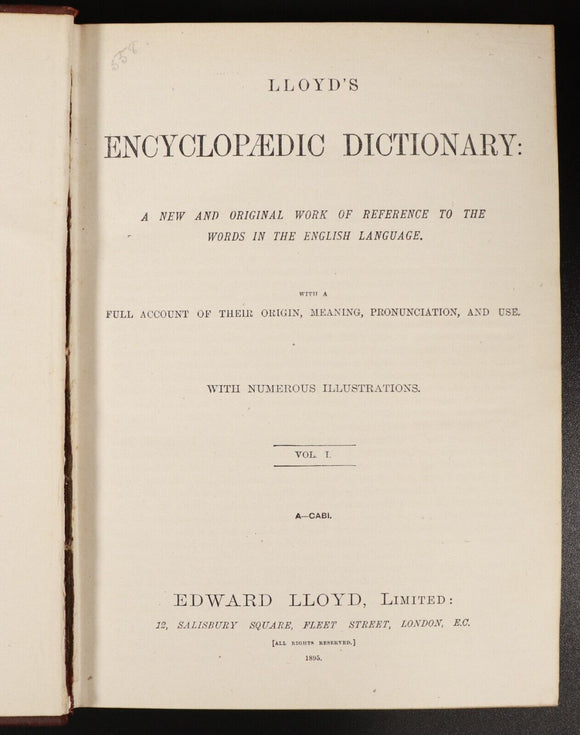 558.
LLOYD'S
ENCYCLOPÆDIC DICTIONARY:
A NEW AND ORIGINAL WORK OF REFERENCE TO THE
WORDS IN THE ENGLISH LANGUAGE.
WITH A
FULL ACCOUNT OF THEIR ORIGIN, MEANING, PRONUNCIATION, AND USE.
WITH NUMEROUS ILLUSTRATIONS.
VOL. I.
A—CABI.
EDWARD LLOYD, LIMITED:
12, SALISBURY SQUARE, FLEET STREET, LONDON, E.C.
[ALL RIGHTS RESERVED.]
1895.